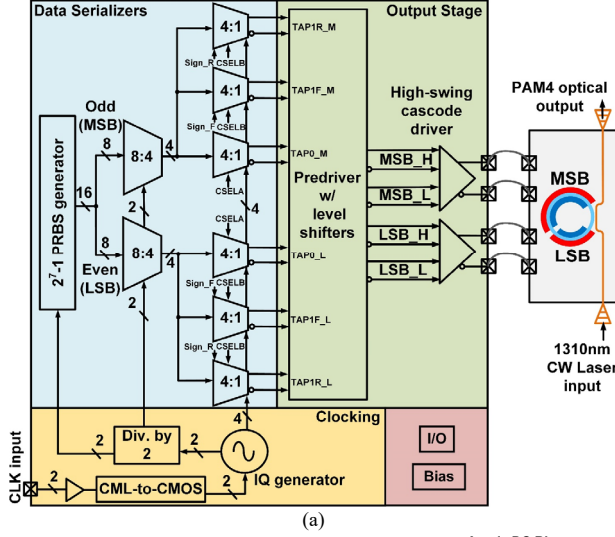 Data Serializers
Output Stage
4:1
TAP1R_M
Sign_R
CSELB
4:1
TAP1F_M
Sign_F
CSELB
4:1
TAP0_M
CSELA
4
CSELA
4:1
TAP0_L
Sign_F
CSELB
4:1
TAP1F_L
Sign_R
CSELB
4:1
TAP1R_L
4
2⁷-1 PRBS generator
16
Odd
(MSB)
8
8:4
4
2
8
8:4
4
Even
(LSB)
2
Predriver
w/
level
shifters
High-swing
cascode
driver
MSB_H
MSB_L
LSB_H
LSB_L
PAM4 optical
output
MSB
LSB
1310nm
CW Laser
input
Clocking
2
Div. by
2
2
IQ generator
CLK input
2
CML-to-CMOS
2
I/O
Bias
(a)